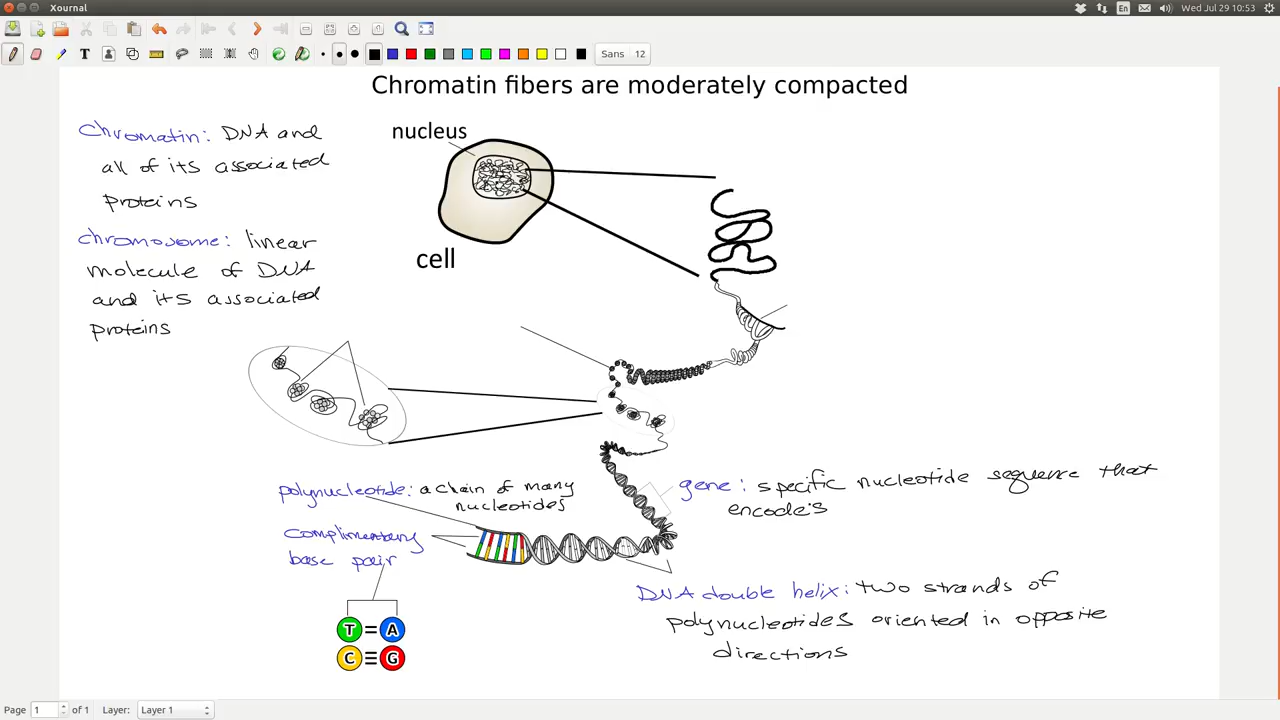 Xournal
En
Wed Jul 29 10:53
T
Sans 12
Chromatin fibers are moderately compacted
chromatin: DNA and
all of its associated
proteins
chromosome: linear
molecule of DNA
and its associated
proteins
nucleus
cell
polynucleotide: a chain of many
nucleotides
complimentary
base pair
T = A
C ≡ G
gene: specific nucleotide sequence that
encodes
DNA double helix: two strands of
polynucleotides oriented in opposite
directions
Page 1 of 1 Layer: Layer 1